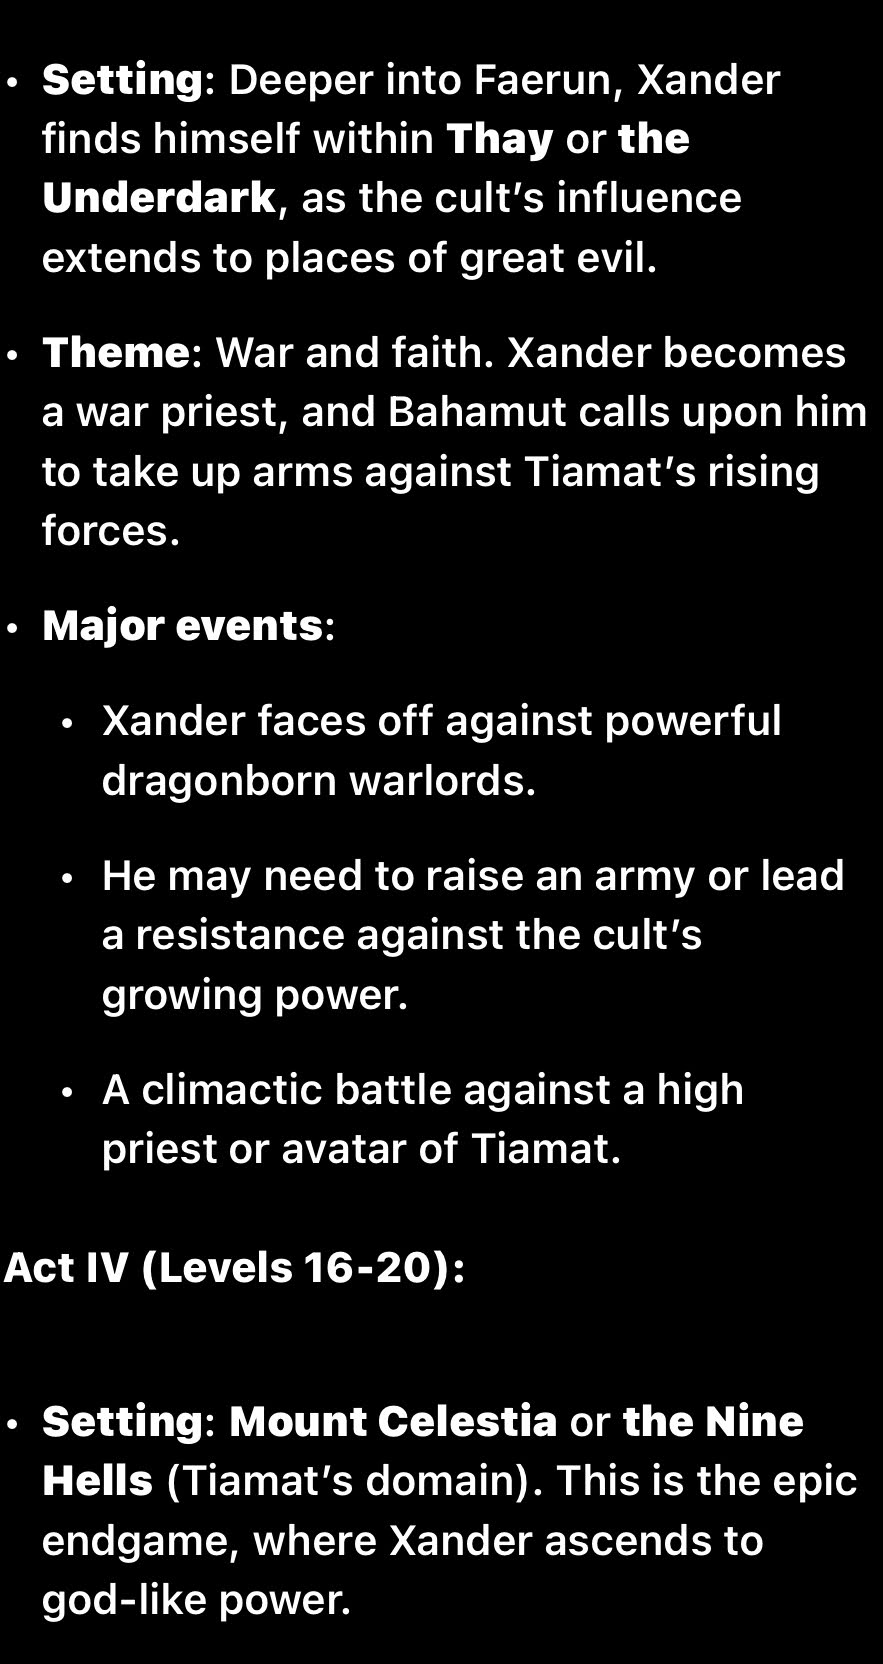 • Setting: Deeper into Faerun, Xander
finds himself within Thay or the
Underdark, as the cult’s influence
extends to places of great evil.
• Theme: War and faith. Xander becomes
a war priest, and Bahamut calls upon him
to take up arms against Tiamat’s rising
forces.
• Major events:
• Xander faces off against powerful
dragonborn warlords.
• He may need to raise an army or lead
a resistance against the cult’s
growing power.
• A climactic battle against a high
priest or avatar of Tiamat.
Act IV (Levels 16-20):
• Setting: Mount Celestia or the Nine
Hells (Tiamat’s domain). This is the epic
endgame, where Xander ascends to
god-like power.